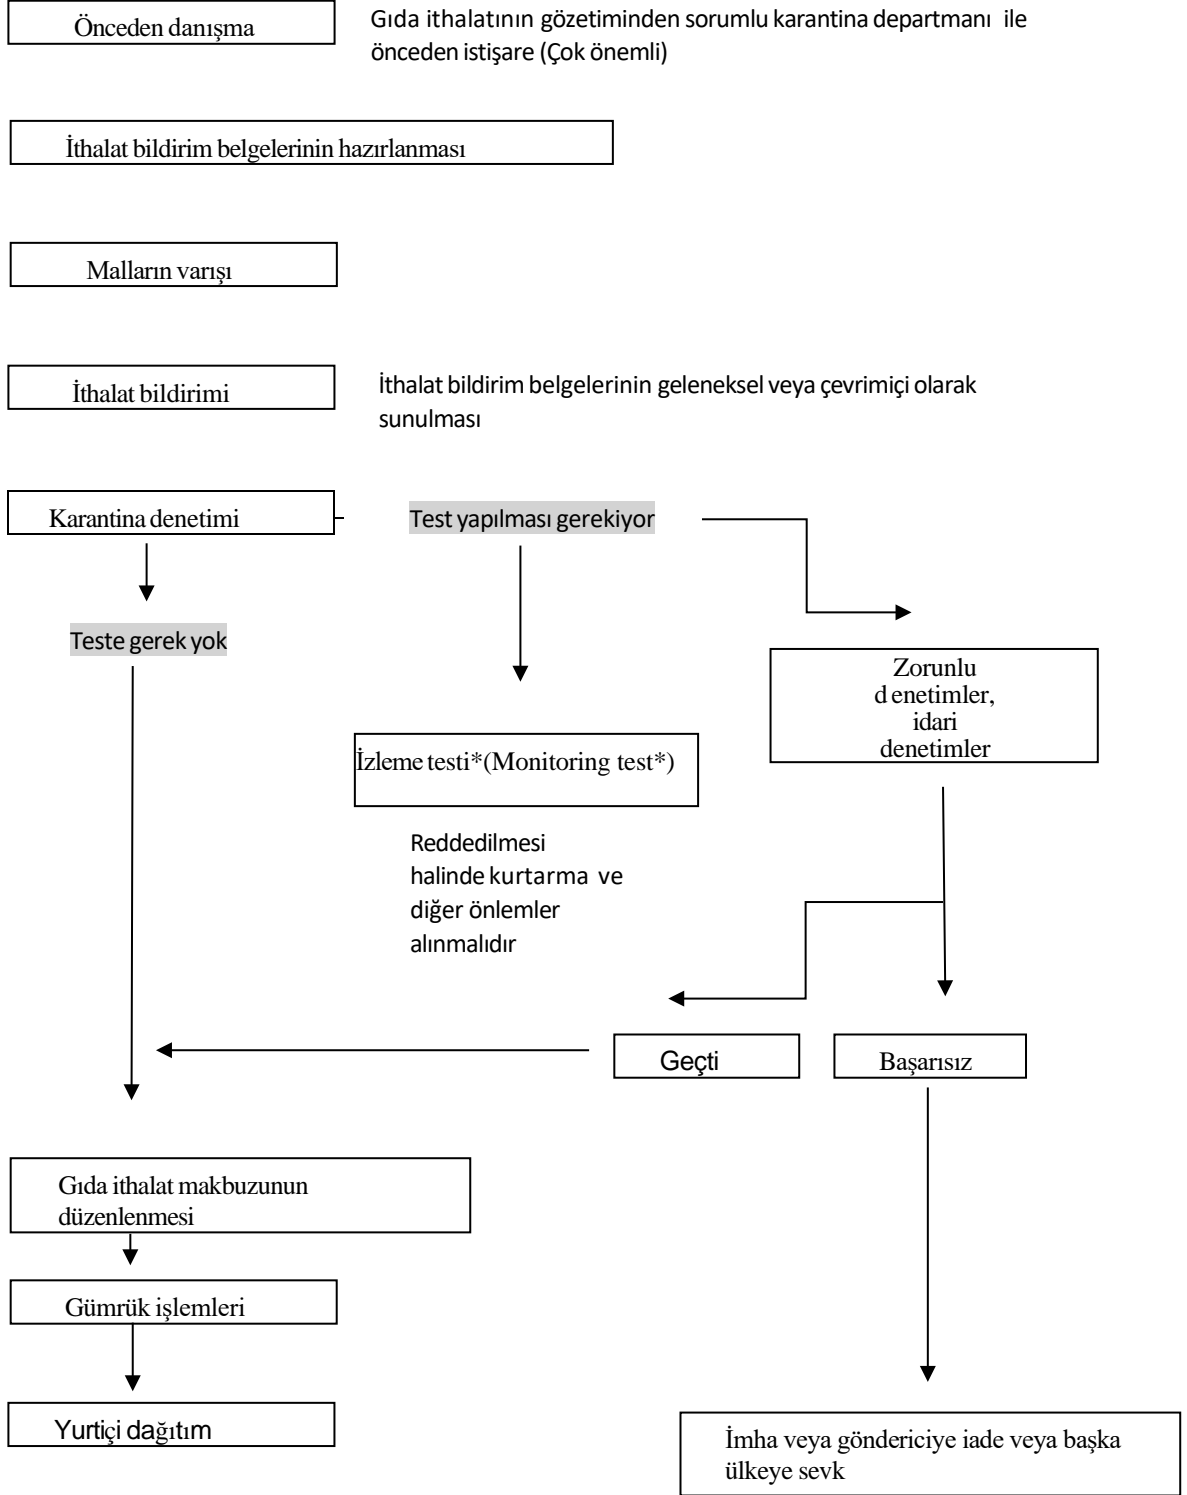 Önceden danışma
Gıda ithalatının gözetiminden sorumlu karantina departmanı ile
önceden istişare (Çok önemli)
İthalat bildirim belgelerinin hazırlanması
Malların varışı
İthalat bildirimi
İthalat bildirim belgelerinin geleneksel veya çevrimiçi olarak
sunulması
Karantina denetimi
Test yapılması gerekiyor
Teste gerek yok
Zorunlu
d enetimler,
idari
denetimler
İzleme testi*(Monitoring test*)
Reddedilmesi
halinde kurtarma ve
diğer önlemler
alınmalıdır
Geçti
Başarısız
Gıda ithalat makbuzunun
düzenlenmesi
Gümrük işlemleri
Yurtiçi dağıtım
İmha veya göndericiye iade veya başka
ülkeye sevk